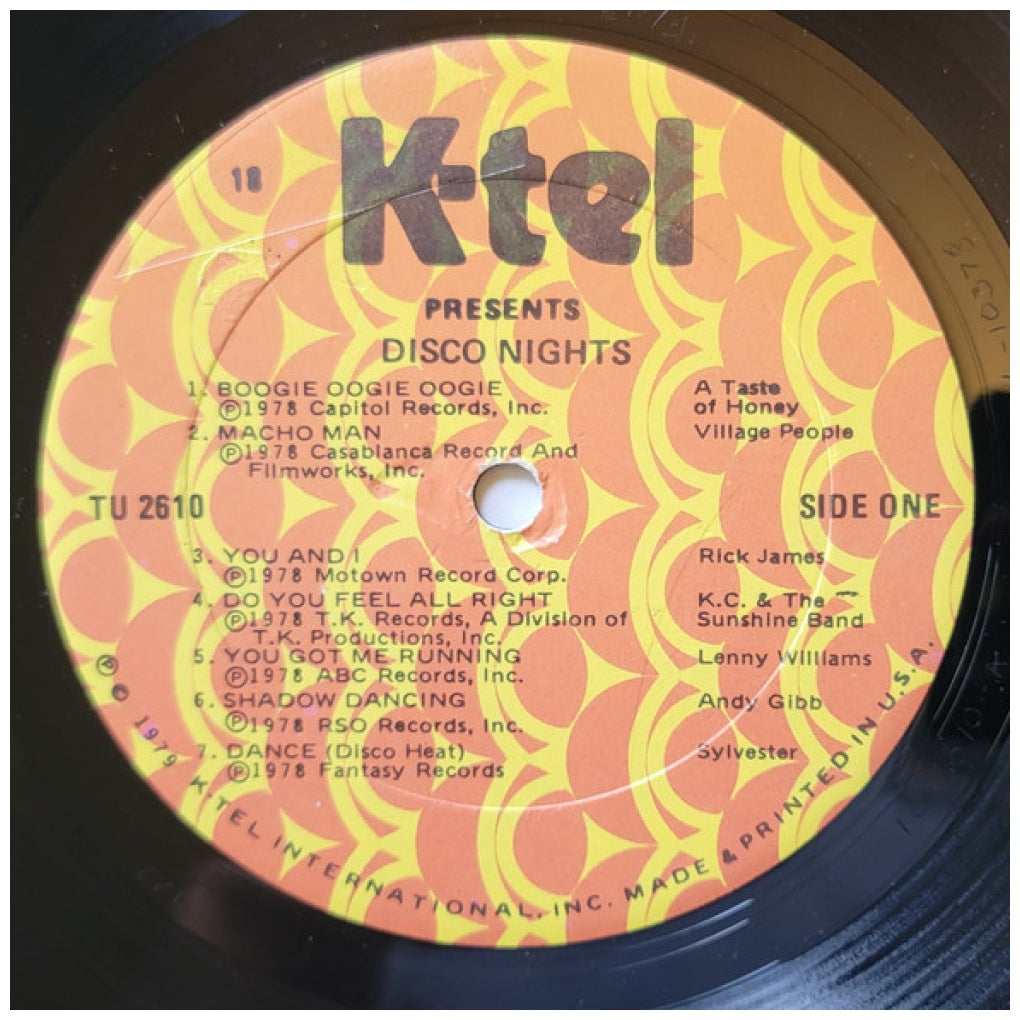 18
K-tel
PRESENTS
DISCO NIGHTS
1. BOOGIE OOGIE OOGIE A Taste
℗1978 Capitol Records, Inc. of Honey
2. MACHO MAN Village People
℗1978 Casablanca Record And
Filmworks, Inc.
TU 2610 SIDE ONE
3. YOU AND I Rick James
℗1978 Motown Record Corp.
4. DO YOU FEEL ALL RIGHT K.C. & The
℗1978 T.K. Records, A Division of Sunshine Band
T.K. Productions, Inc.
5. YOU GOT ME RUNNING Lenny Williams
℗1978 ABC Records, Inc.
6. SHADOW DANCING Andy Gibb
℗1978 RSO Records, Inc.
7. DANCE (Disco Heat) Sylvester
℗1978 Fantasy Records
℗ © 1979 K-TEL INTERNATIONAL, INC. MADE & PRINTED IN U.S.A.